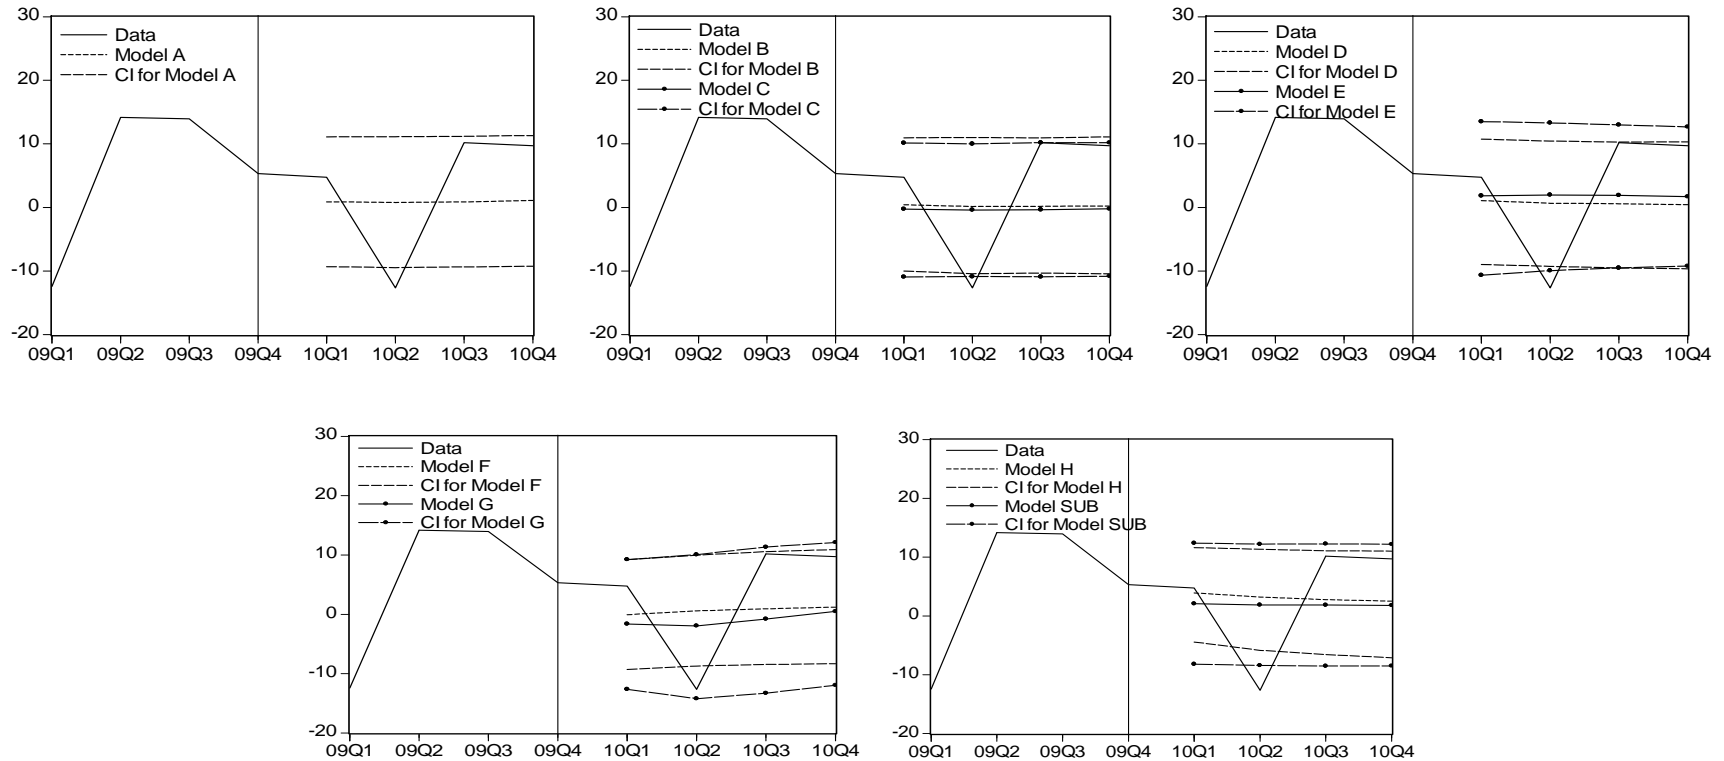 30
20
10
0
-10
-20
Data
Model A
CI for Model A
09Q1 09Q2 09Q3 09Q4 10Q1 10Q2 10Q3 10Q4
30
20
10
0
-10
-20
Data
Model B
CI for Model B
Model C
CI for Model C
09Q1 09Q2 09Q3 09Q4 10Q1 10Q2 10Q3 10Q4
30
20
10
0
-10
-20
Data
Model D
CI for Model D
Model E
CI for Model E
09Q1 09Q2 09Q3 09Q4 10Q1 10Q2 10Q3 10Q4
30
20
10
0
-10
-20
Data
Model F
CI for Model F
Model G
CI for Model G
09Q1 09Q2 09Q3 09Q4 10Q1 10Q2 10Q3 10Q4
30
20
10
0
-10
-20
Data
Model H
CI for Model H
Model SUB
CI for Model SUB
09Q1 09Q2 09Q3 09Q4 10Q1 10Q2 10Q3 10Q4